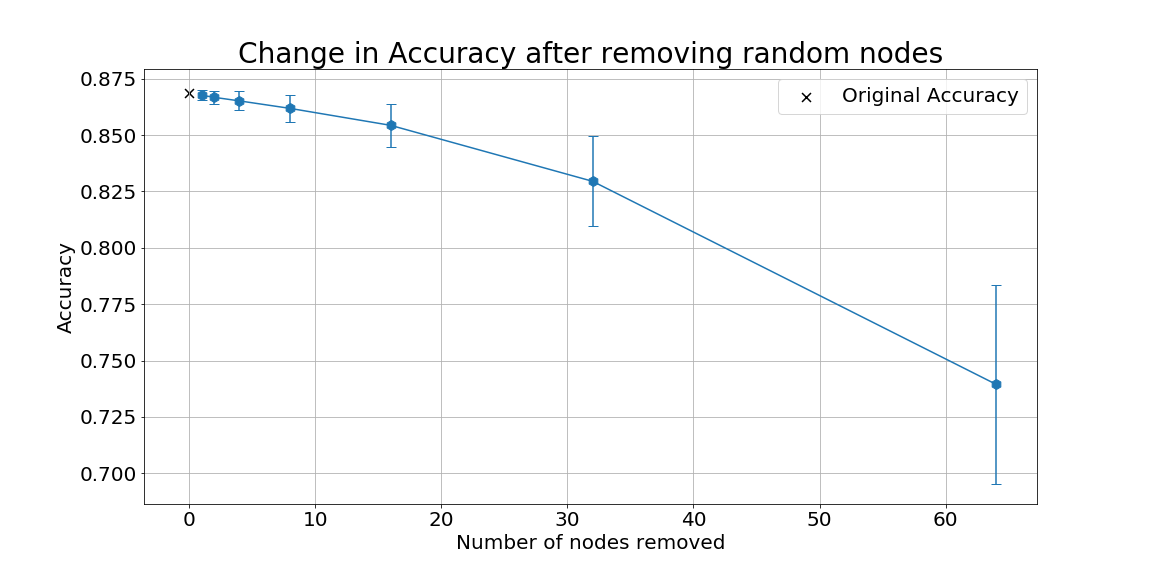 Change in Accuracy after removing random nodes
Original Accuracy
Accuracy
0.875
0.850
0.825
0.800
0.775
0.750
0.725
0.700
0 10 20 30 40 50 60
Number of nodes removed